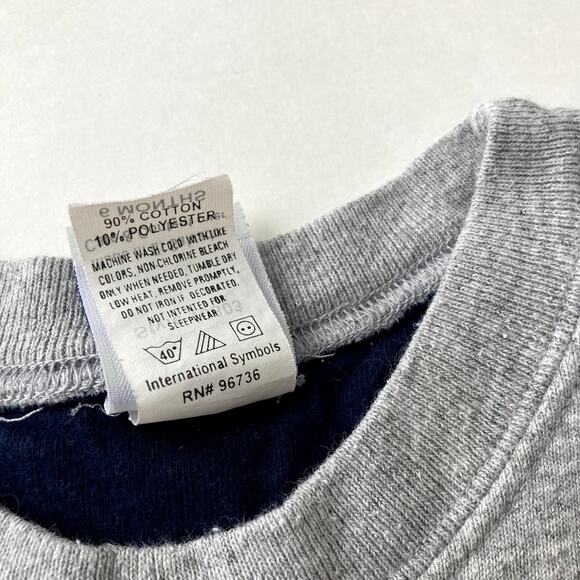 6 MONTHS
90% COTTON
10% POLYESTER
MACHINE WASH COLD WITH LIKE
COLORS, NON-CHLORINE BLEACH
ONLY WHEN NEEDED, TUMBLE DRY
LOW HEAT. REMOVE PROMPTLY.
DO NOT IRON IF DECORATED.
NOT INTENDED FOR
SLEEPWEAR.
40°
International Symbols
RN# 96736